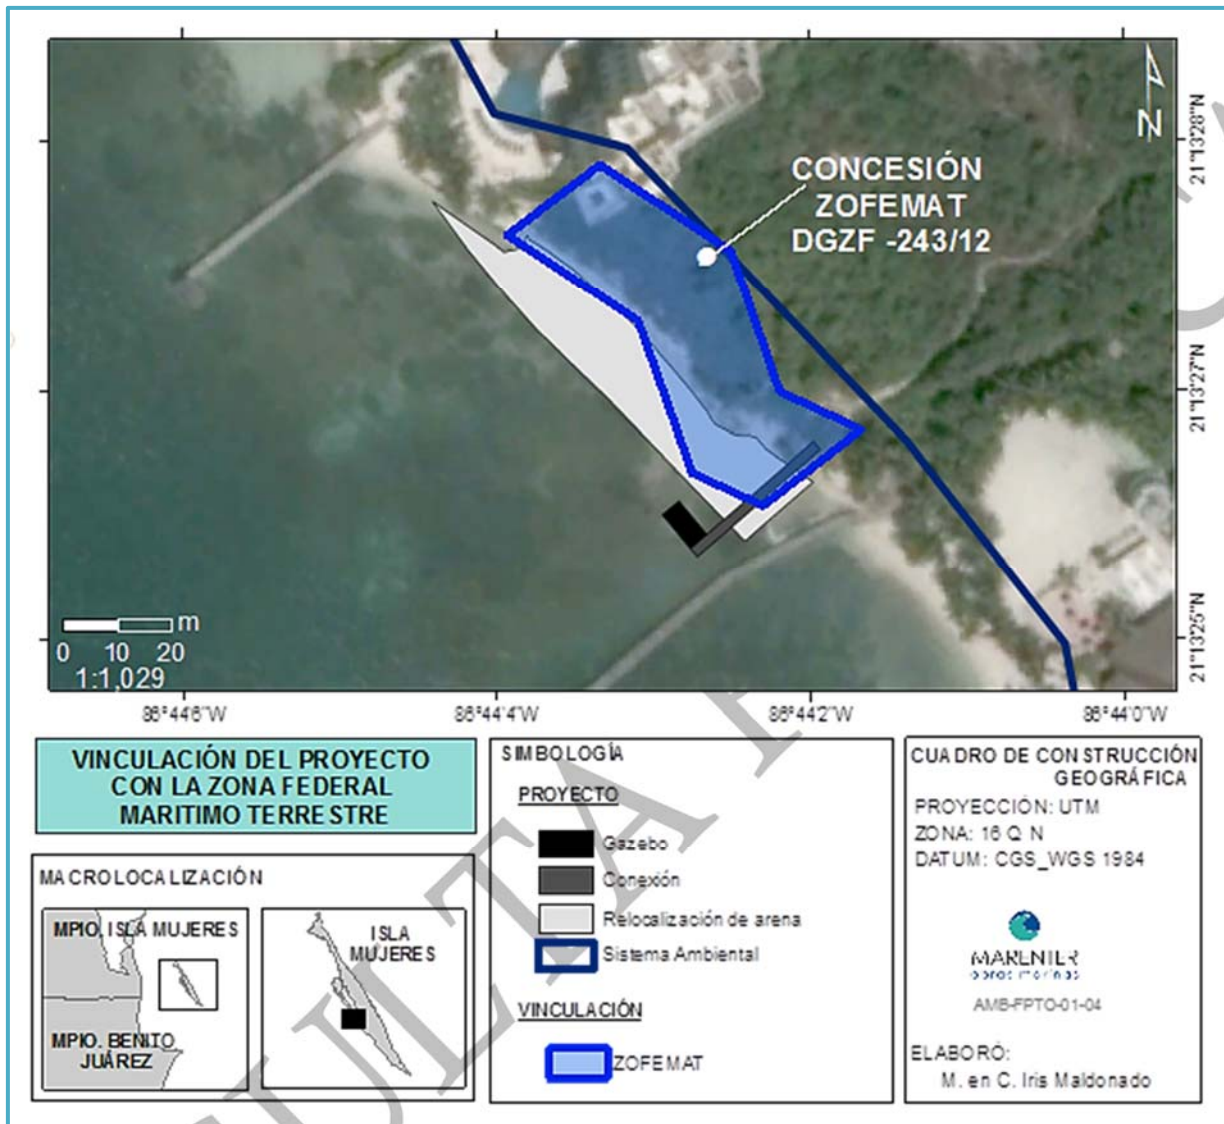 CONCESIÓN
ZOFEMAT
DGZF -243/12
N
21°13'28"N
21°13'27"N
21°13'25"N
m
0 10 20
1:1,029
86°44'6"W 86°44'4"W 86°44'2"W 86°44'0"W
VINCULACIÓN DEL PROYECTO
CON LA ZONA FEDERAL
MARITIMO TERRESTRE
MACROLOCALIZACIÓN
MPIO. ISLA MUJERES
MPIO. BENITO
JUÁREZ
ISLA
MUJERES
SIMBOLOGÍA
PROYECTO
Gazebo
Conexión
Relocalización de arena
Sistema Ambiental
VINCULACIÓN
ZOFEMAT
CUADRO DE CONSTRUCCIÓN
GEOGRÁFICA
PROYECCIÓN: UTM
ZONA: 16 Q N
DATUM: CGS_WGS 1984
MARENTER
obras marinas
AMB-FPTO-01-04
ELABORÓ:
M. en C. Iris Maldonado